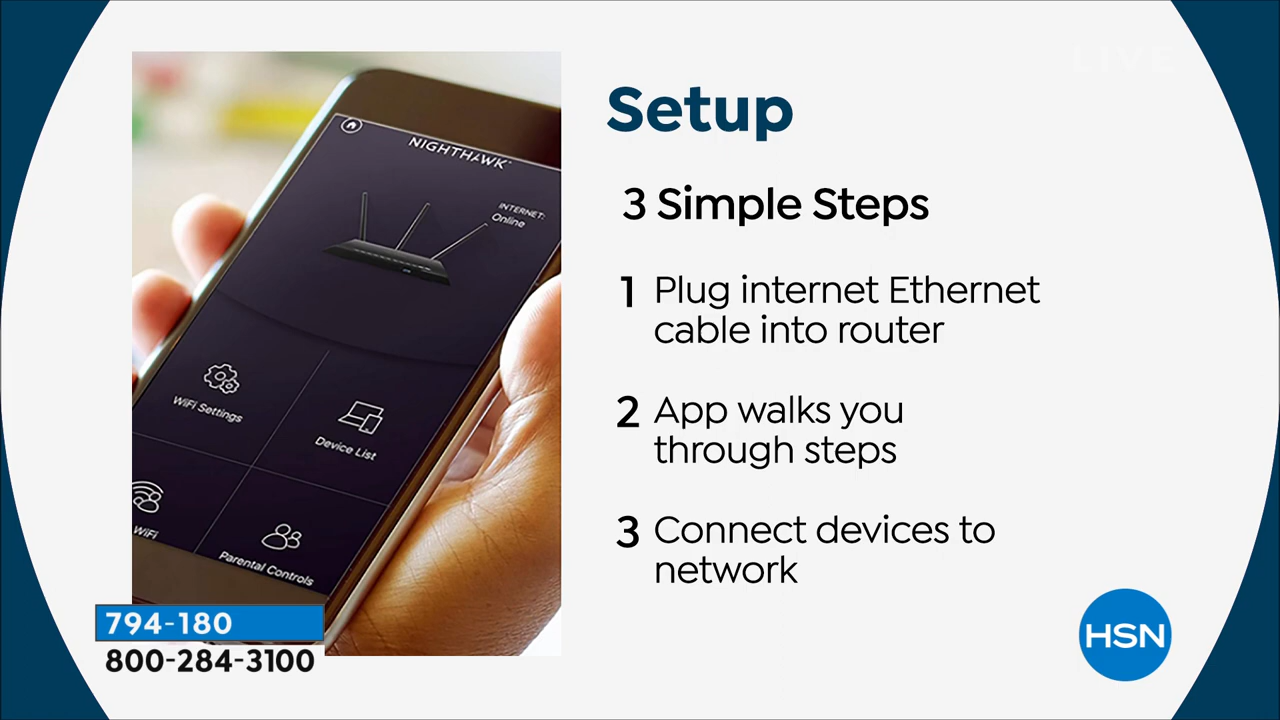 LIVE
Setup
3 Simple Steps
1 Plug internet Ethernet
cable into router
2 App walks you
through steps
3 Connect devices to
network
NIGHTHAWK
INTERNET:
Online
WiFi Settings
Device List
WiFi
Parental Controls
794-180
800-284-3100
HSN